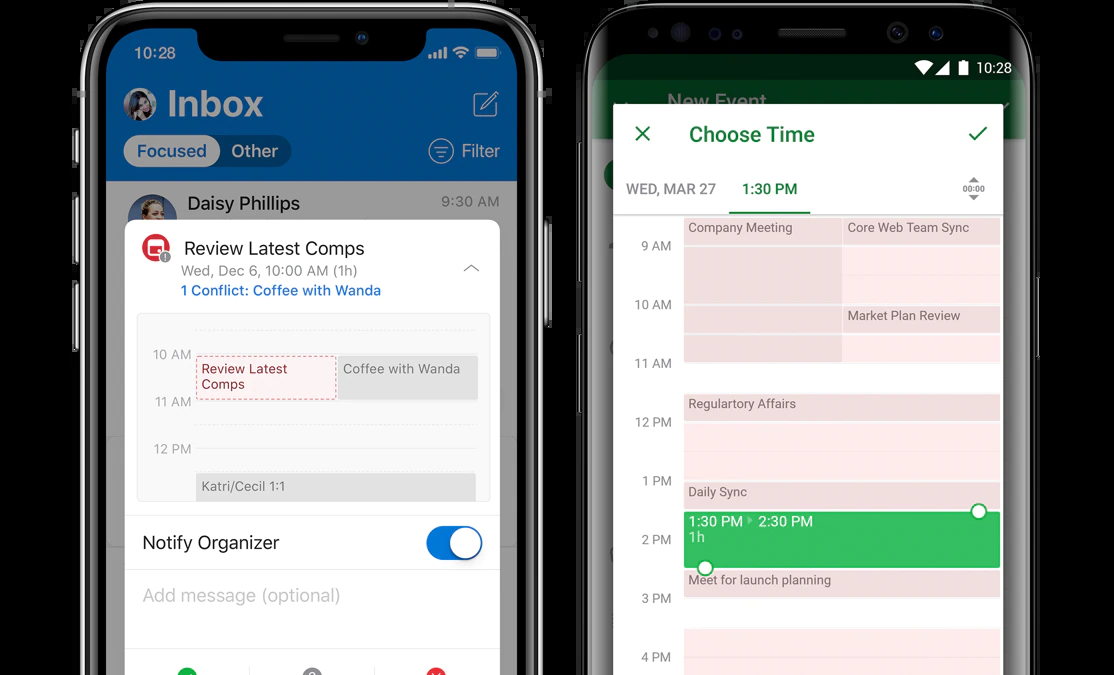 10:28
Inbox
Focused
Other
Filter
Daisy Phillips
9:30 AM
Review Latest Comps
Wed, Dec 6, 10:00 AM (1h)
1 Conflict: Coffee with Wanda
10 AM
Review Latest
Comps
Coffee with Wanda
11 AM
12 PM
Katri/Cecil 1:1
Notify Organizer
Add message (optional)
10:28
New Event
Choose Time
WED, MAR 27
1:30 PM
00:00
Company Meeting
Core Web Team Sync
9 AM
10 AM
Market Plan Review
11 AM
Regulartory Affairs
12 PM
1 PM
Daily Sync
1:30 PM 2:30 PM
1h
2 PM
Meet for launch planning
3 PM
4 PM